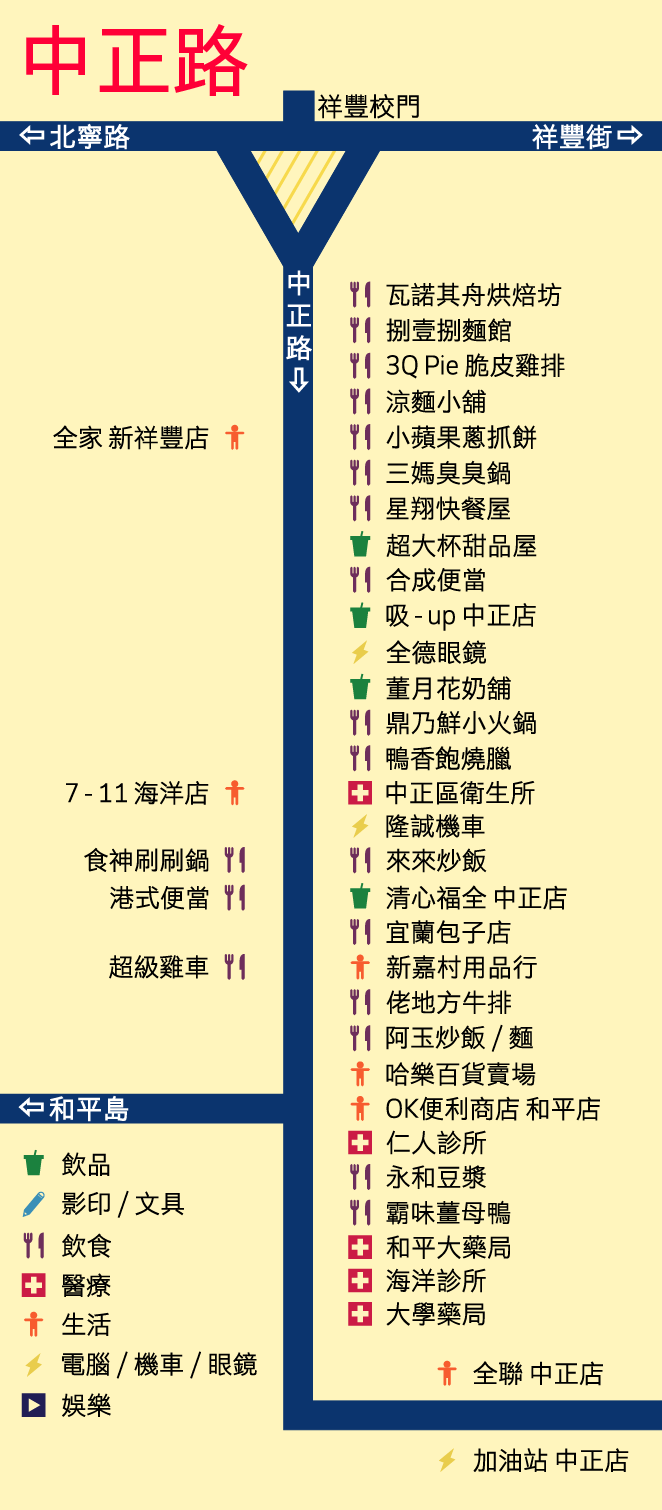 中正路
祥豐校門
北寧路
祥豐街
中正路
瓦諾其舟烘焙坊
捌壹捌麵館
3Q Pie 脆皮雞排
涼麵小舖
全家 新祥豐店
小蘋果蔥抓餅
三媽臭臭鍋
星翔快餐屋
超大杯甜品屋
合成便當
吸 - up 中正店
全德眼鏡
董月花奶舖
鼎乃鮮小火鍋
鴨香飽燒臘
7 - 11 海洋店
中正區衛生所
隆誠機車
食神刷刷鍋
來來炒飯
港式便當
清心福全 中正店
宜蘭包子店
超級雞車
新嘉村用品行
佬地方牛排
阿玉炒飯 / 麵
哈樂百貨賣場
和平島
OK便利商店 和平店
仁人診所
永和豆漿
霸味薑母鴨
和平大藥局
海洋診所
大學藥局
飲品
影印 / 文具
飲食
醫療
生活
電腦 / 機車 / 眼鏡
娛樂
全聯 中正店
加油站 中正店